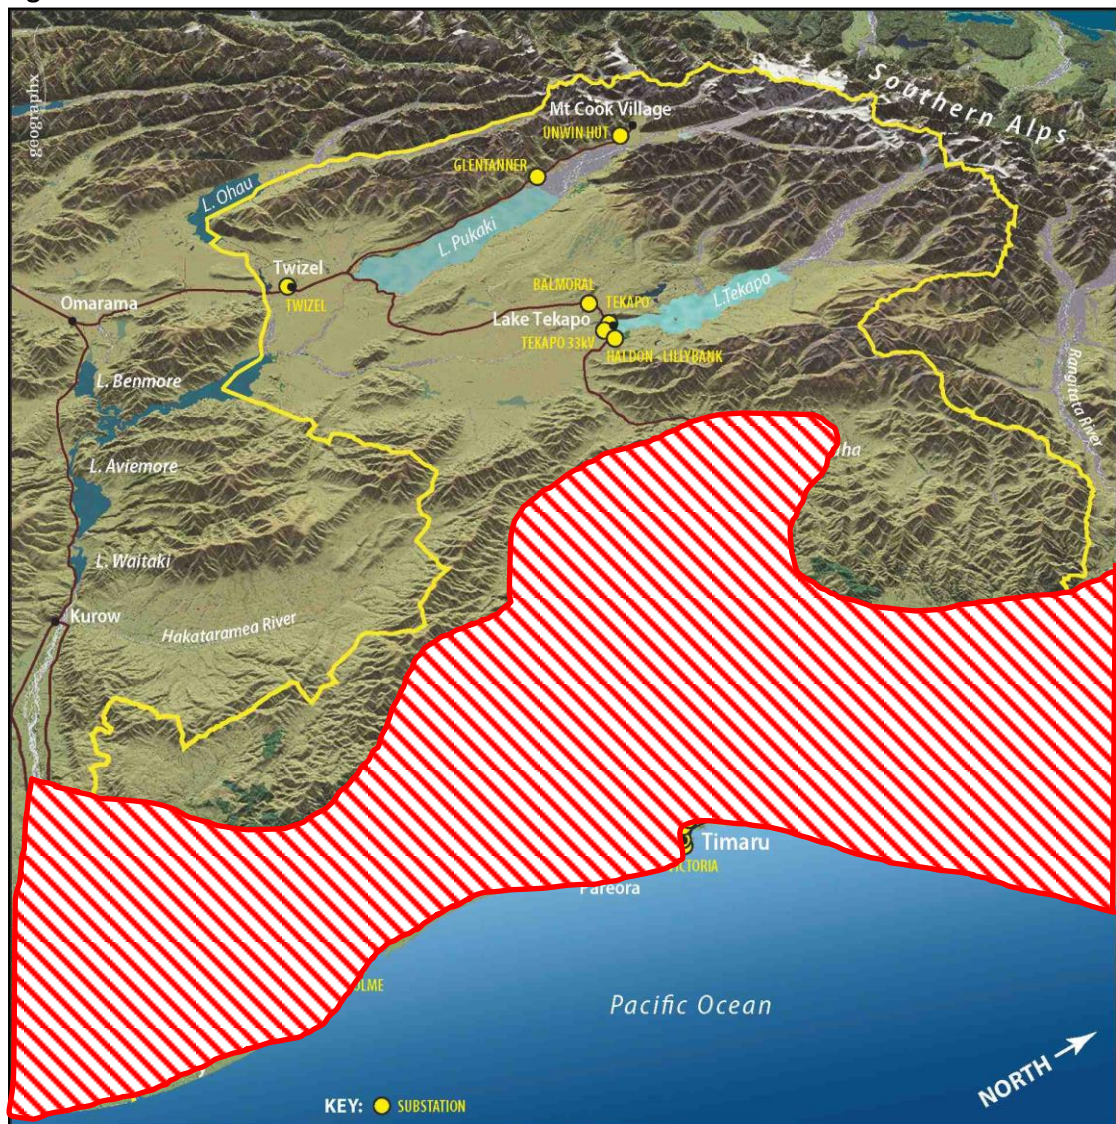 geographx
Southern Alps
Mt Cook Village
UNWIN HUT
GLENTANNER
L. Ohau
L. Pukaki
Twizel
TWIZEL
BALMORAL
TEKAPO
L.Tekapo
Omarama
Lake Tekapo
TEKAPO 33kV
HALDON - LILLYBANK
Rangitata River
L. Benmore
L. Aviemore
L. Waitaki
Kurow
Hakataramea River
Timaru
Pareora
Pacific Ocean
NORTH
KEY: SUBSTATION